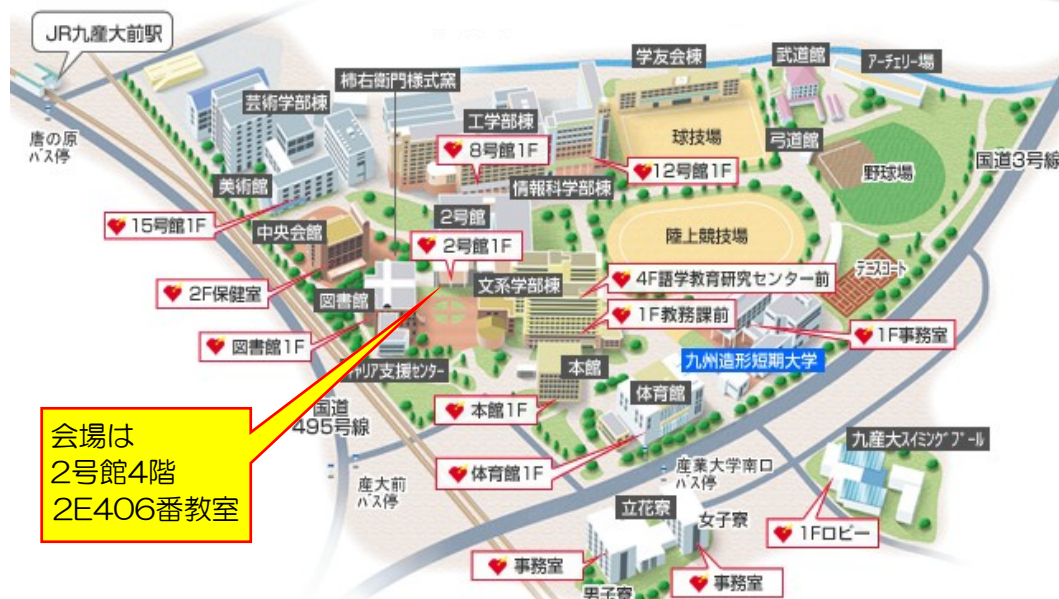 JR九産大前駅
唐の原
バス停
芸術学部棟
柿右衛門様式窯
工学部棟
8号館1F
学友会棟
武道館
アーチェリー場
球技場
弓道館
12号館1F
情報科学部棟
野球場
国道3号線
美術館
15号館1F
中央会館
2号館
2号館1F
陸上競技場
テニスコート
2F保健室
文系学部棟
4F語学教育研究センター前
図書館
1F教務課前
図書館1F
1F事務室
キャリア支援センター
本館
九州造形短期大学
体育館
本館1F
国道
495号線
会場は
2号館4階
2E406番教室
産大前
バス停
体育館1F
産業大学南口
バス停
九産大スイミングプール
立花寮
女子寮
1Fロビー
事務室
事務室
男子寮